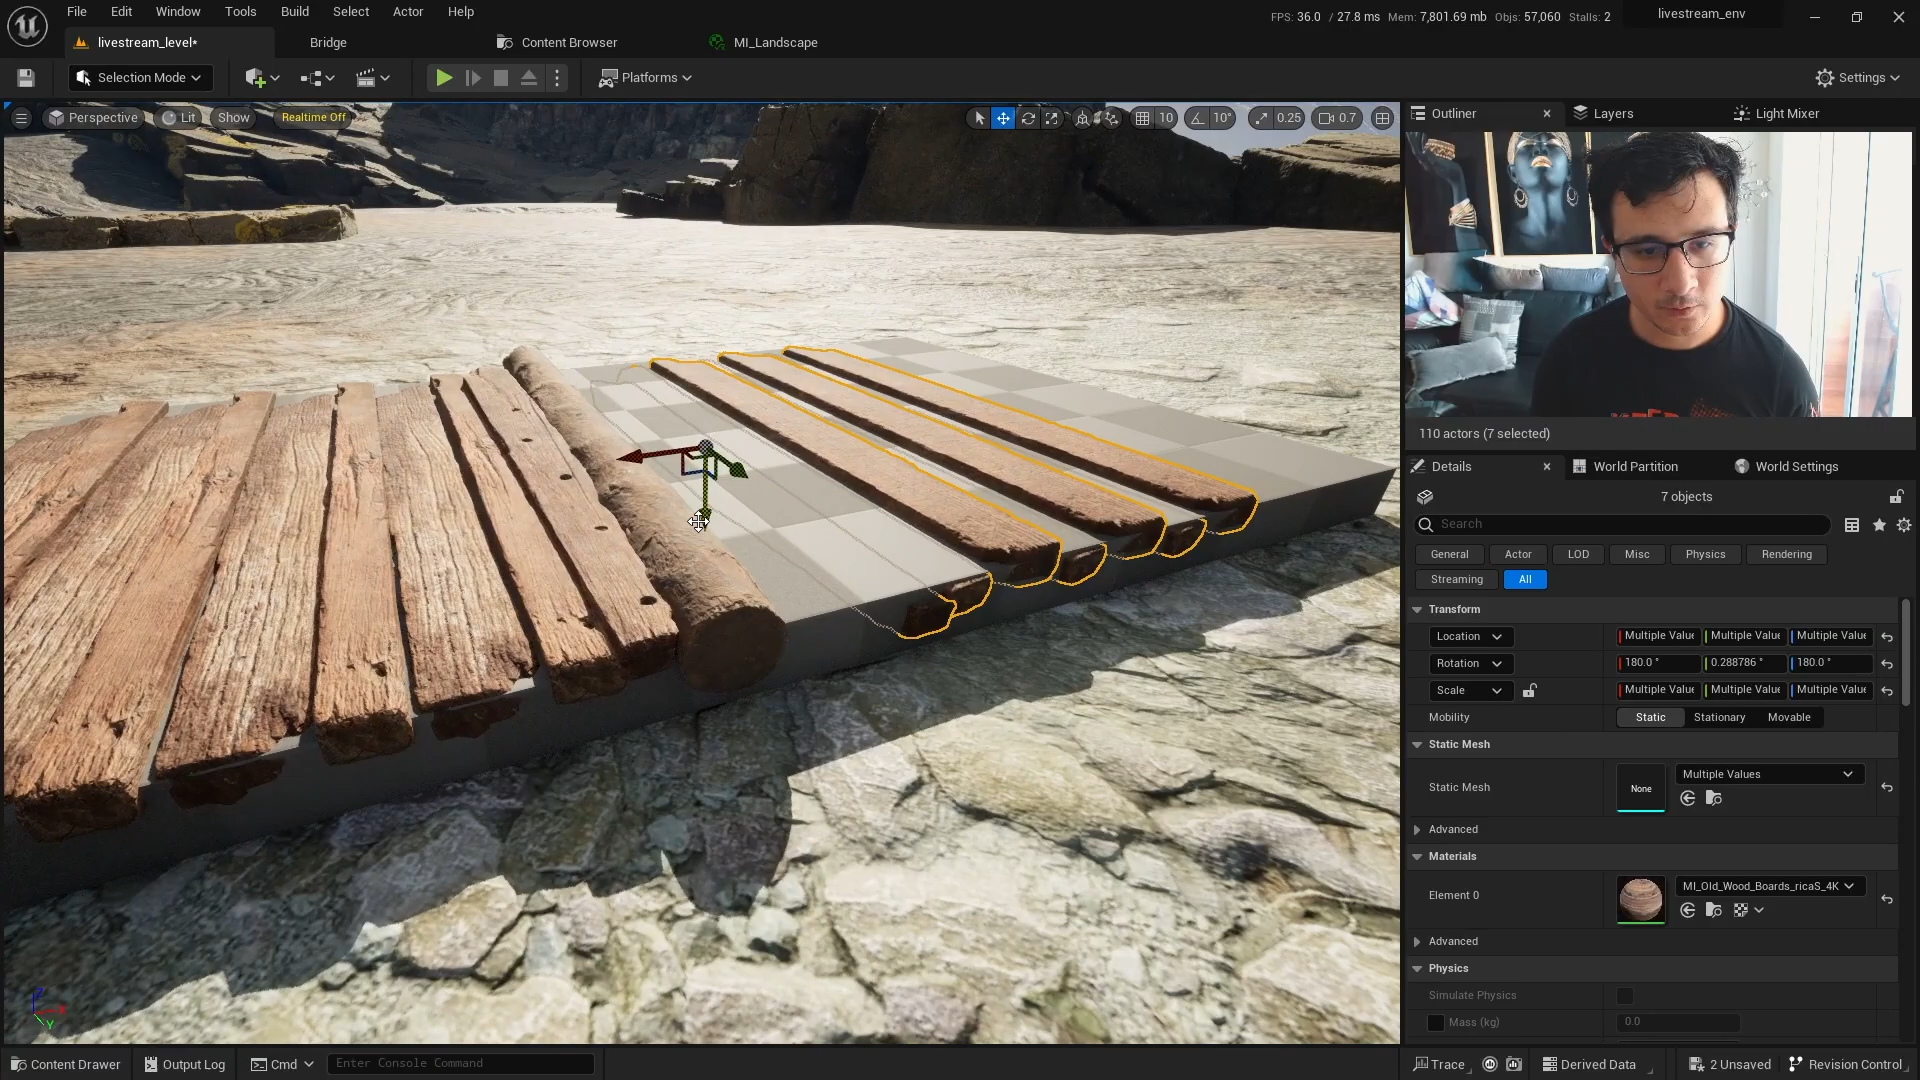 File Edit Window Tools Build Select Actor Help
FPS: 36.0 / 27.8 ms Mem: 7,801.69 mb Objs: 57,060 Stalls: 2
livestream_env
livestream_level*
Bridge
Content Browser
MI_Landscape
Selection Mode
Platforms
Settings
Perspective
Lit
Show
Realtime Off
10
10°
0.25
0.7
Outliner
Layers
Light Mixer
110 actors (7 selected)
Details
World Partition
World Settings
7 objects
Search
General Actor LOD Misc Physics Rendering
Streaming All
Transform
Location Multiple Value Multiple Value Multiple Value
Rotation 180.0 ° 0.288786 ° 180.0 °
Scale Multiple Value Multiple Value Multiple Value
Mobility Static Stationary Movable
Static Mesh
Static Mesh None Multiple Values
Advanced
Materials
Element 0 MI_Old_Wood_Boards_ricaS_4K
Advanced
Physics
Simulate Physics
Mass (kg) 0.0
Z
X
Y
Content Drawer
Output Log
Cmd
Enter Console Command
Trace
Derived Data
2 Unsaved
Revision Control